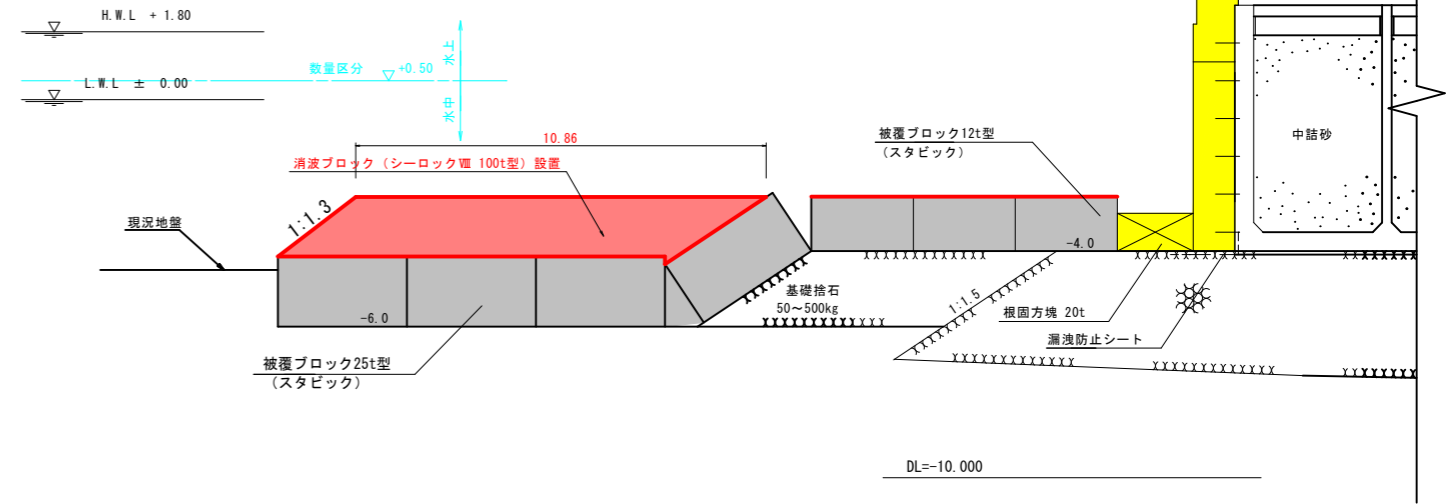 H.W.L + 1.80
数量区分 +0.50
水上
水中
L.W.L ± 0.00
10.86
消波ブロック（シーロックⅧ 100t型）設置
1:1.3
現況地盤
被覆ブロック12t型
（スタビック）
中詰砂
-4.0
基礎捨石
50～500kg
1:1.5
根固方塊 20t
漏洩防止シート
-6.0
被覆ブロック25t型
（スタビック）
DL=-10.000